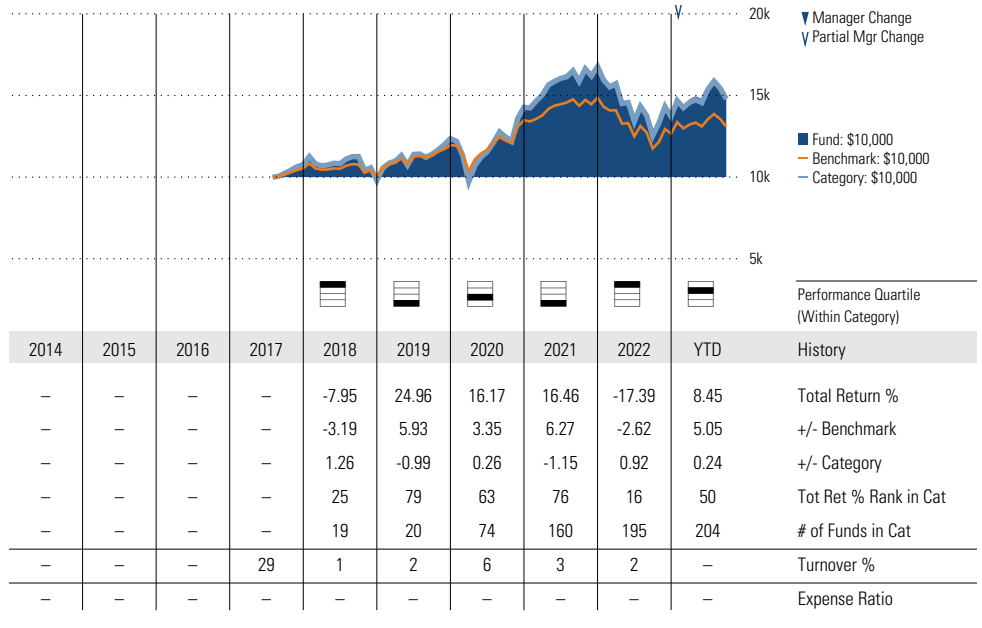 20k
Manager Change
Partial Mgr Change
15k
Fund: $10,000
Benchmark: $10,000
Category: $10,000
10k
5k
Performance Quartile
(Within Category)
2014 2015 2016 2017 2018 2019 2020 2021 2022 YTD History
– – – – -7.95 24.96 16.17 16.46 -17.39 8.45 Total Return %
– – – – -3.19 5.93 3.35 6.27 -2.62 5.05 +/- Benchmark
– – – – 1.26 -0.99 0.26 -1.15 0.92 0.24 +/- Category
– – – – 25 79 63 76 16 50 Tot Ret % Rank in Cat
– – – – 19 20 74 160 195 204 # of Funds in Cat
– – – 29 1 2 6 3 2 – Turnover %
– – – – – – – – – – Expense Ratio